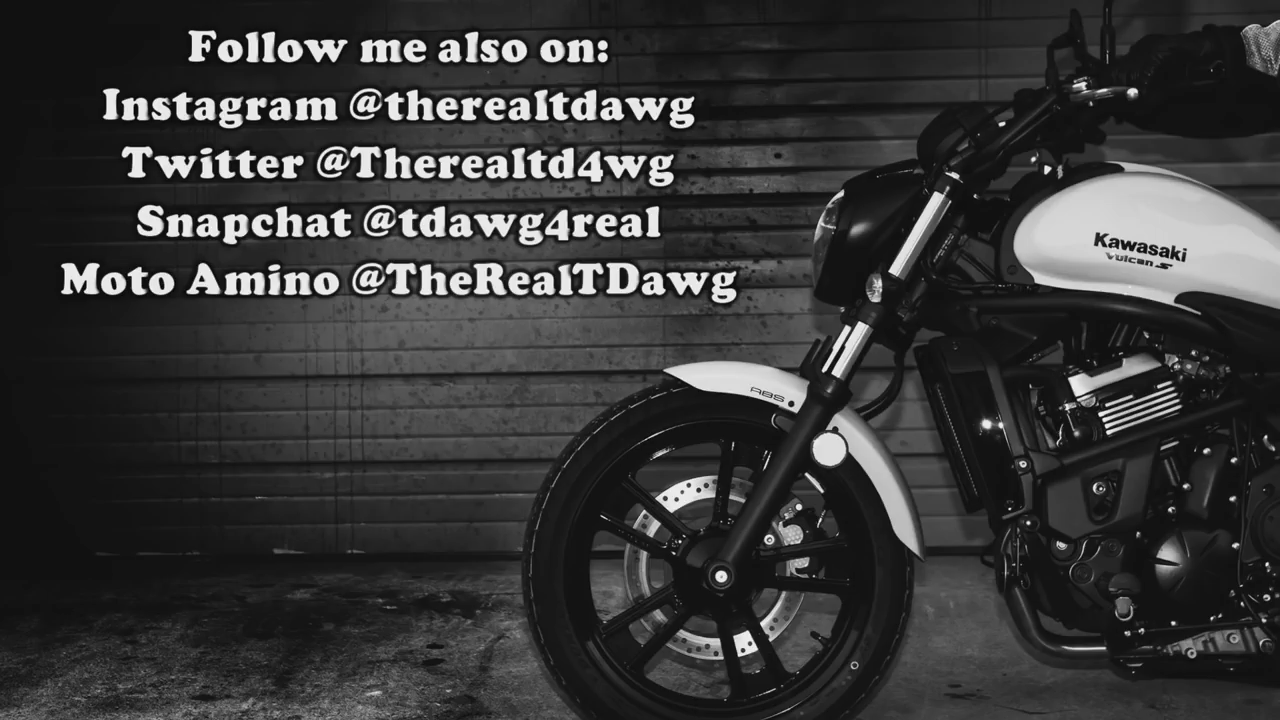 Follow me also on:
Instagram @therealtdawg
Twitter @Therealtd4wg
Snapchat @tdawg4real
Moto Amino @TheRealTDawg
Kawasaki
Vulcan S
ABS